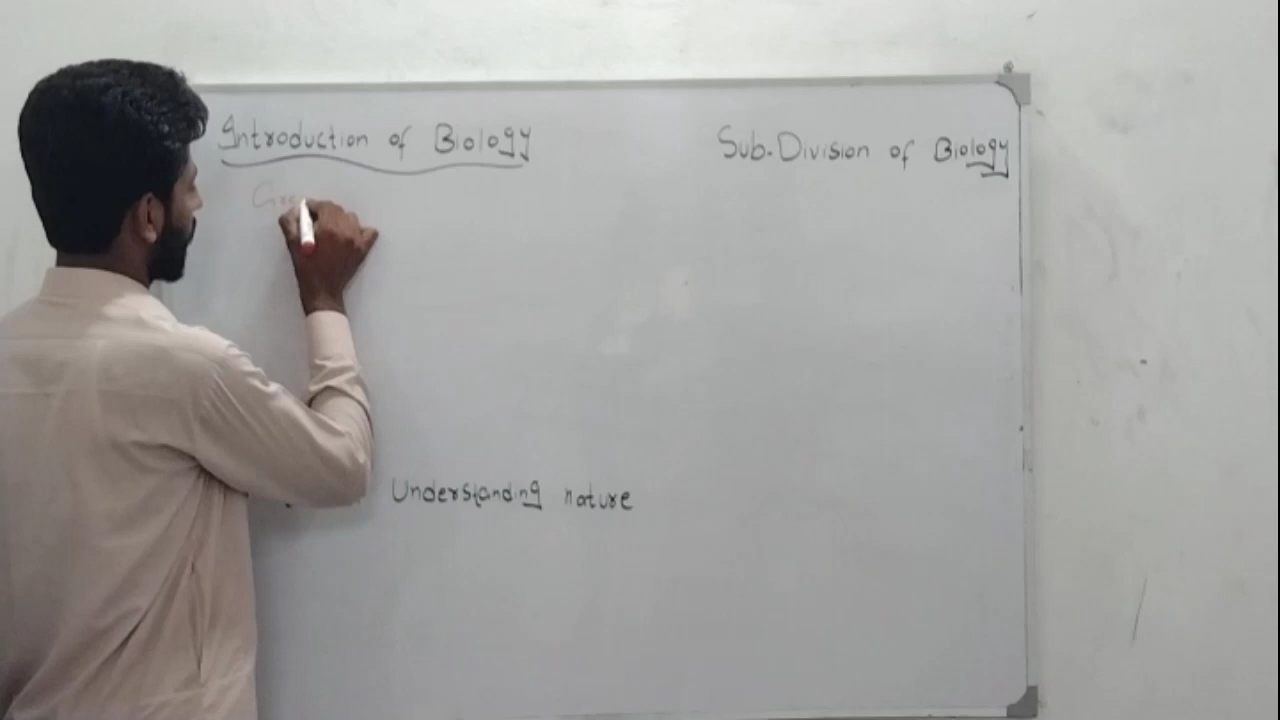 Introduction of Biology
Sub-Division of Biology
Understanding nature